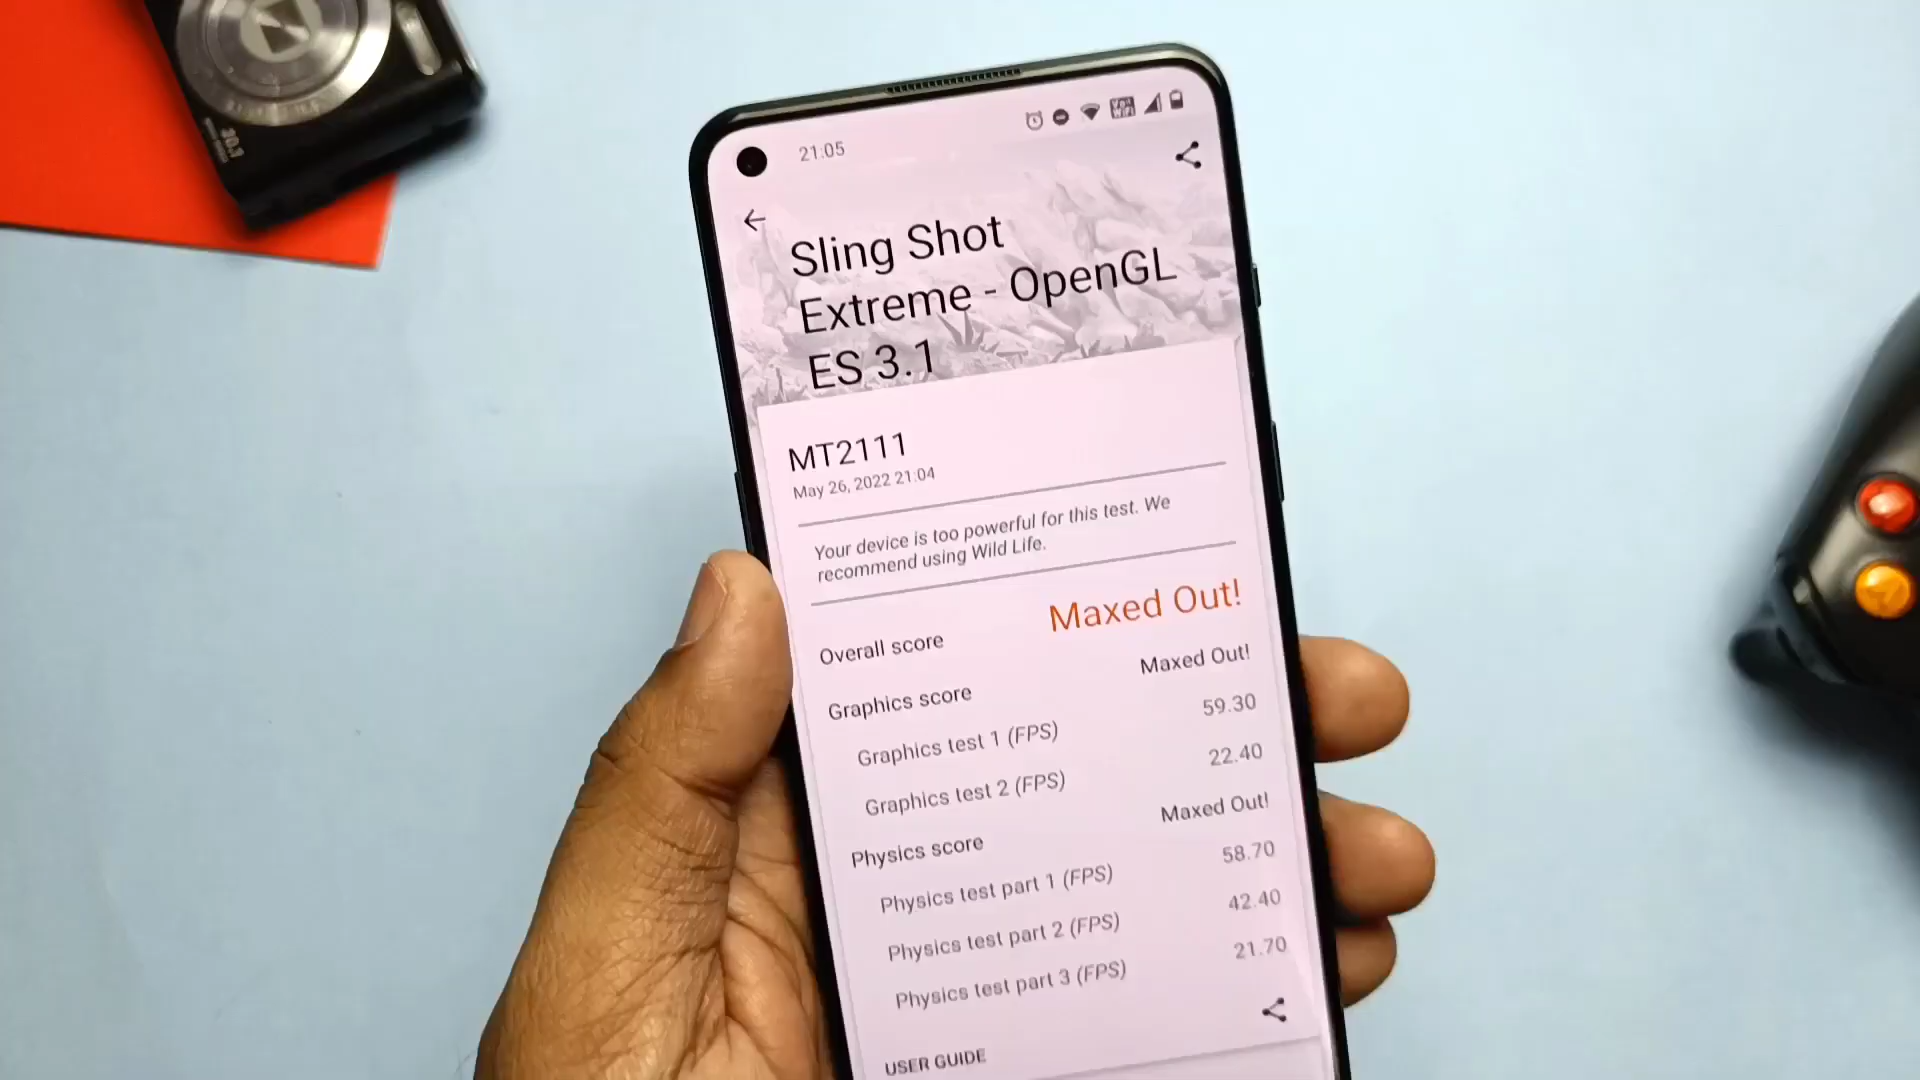 21:05
Sling Shot
Extreme - OpenGL
ES 3.1
MT2111
May 26, 2022 21:04
Your device is too powerful for this test. We
recommend using Wild Life.
Overall score Maxed Out!
Graphics score Maxed Out!
Graphics test 1 (FPS) 59.30
Graphics test 2 (FPS) 22.40
Physics score Maxed Out!
Physics test part 1 (FPS) 58.70
Physics test part 2 (FPS) 42.40
Physics test part 3 (FPS) 21.70
USER GUIDE